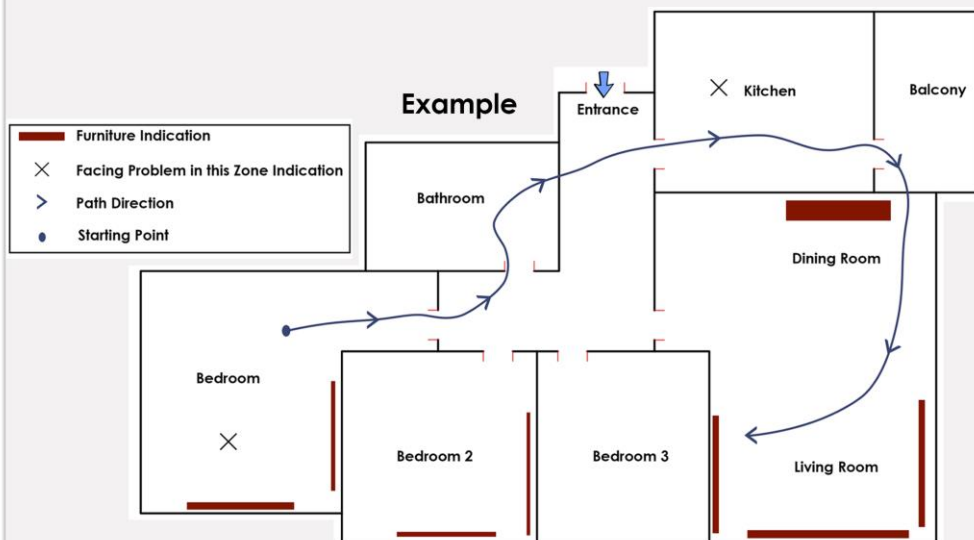 Example
Furniture Indication
Facing Problem in this Zone Indication
Path Direction
Starting Point
Entrance
Kitchen
Balcony
Bathroom
Dining Room
Bedroom
Bedroom 2
Bedroom 3
Living Room